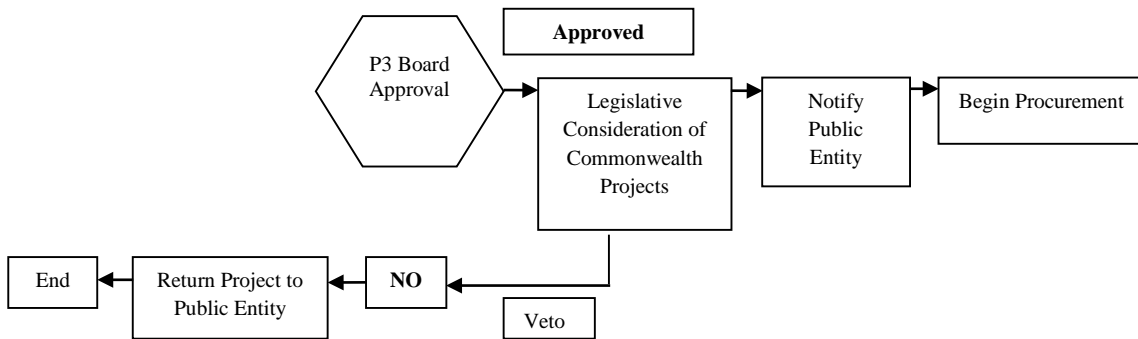 Approved
P3 Board
Approval
Legislative
Consideration of
Commonwealth
Projects
Notify
Public
Entity
Begin Procurement
End
Return Project to
Public Entity
NO
Veto